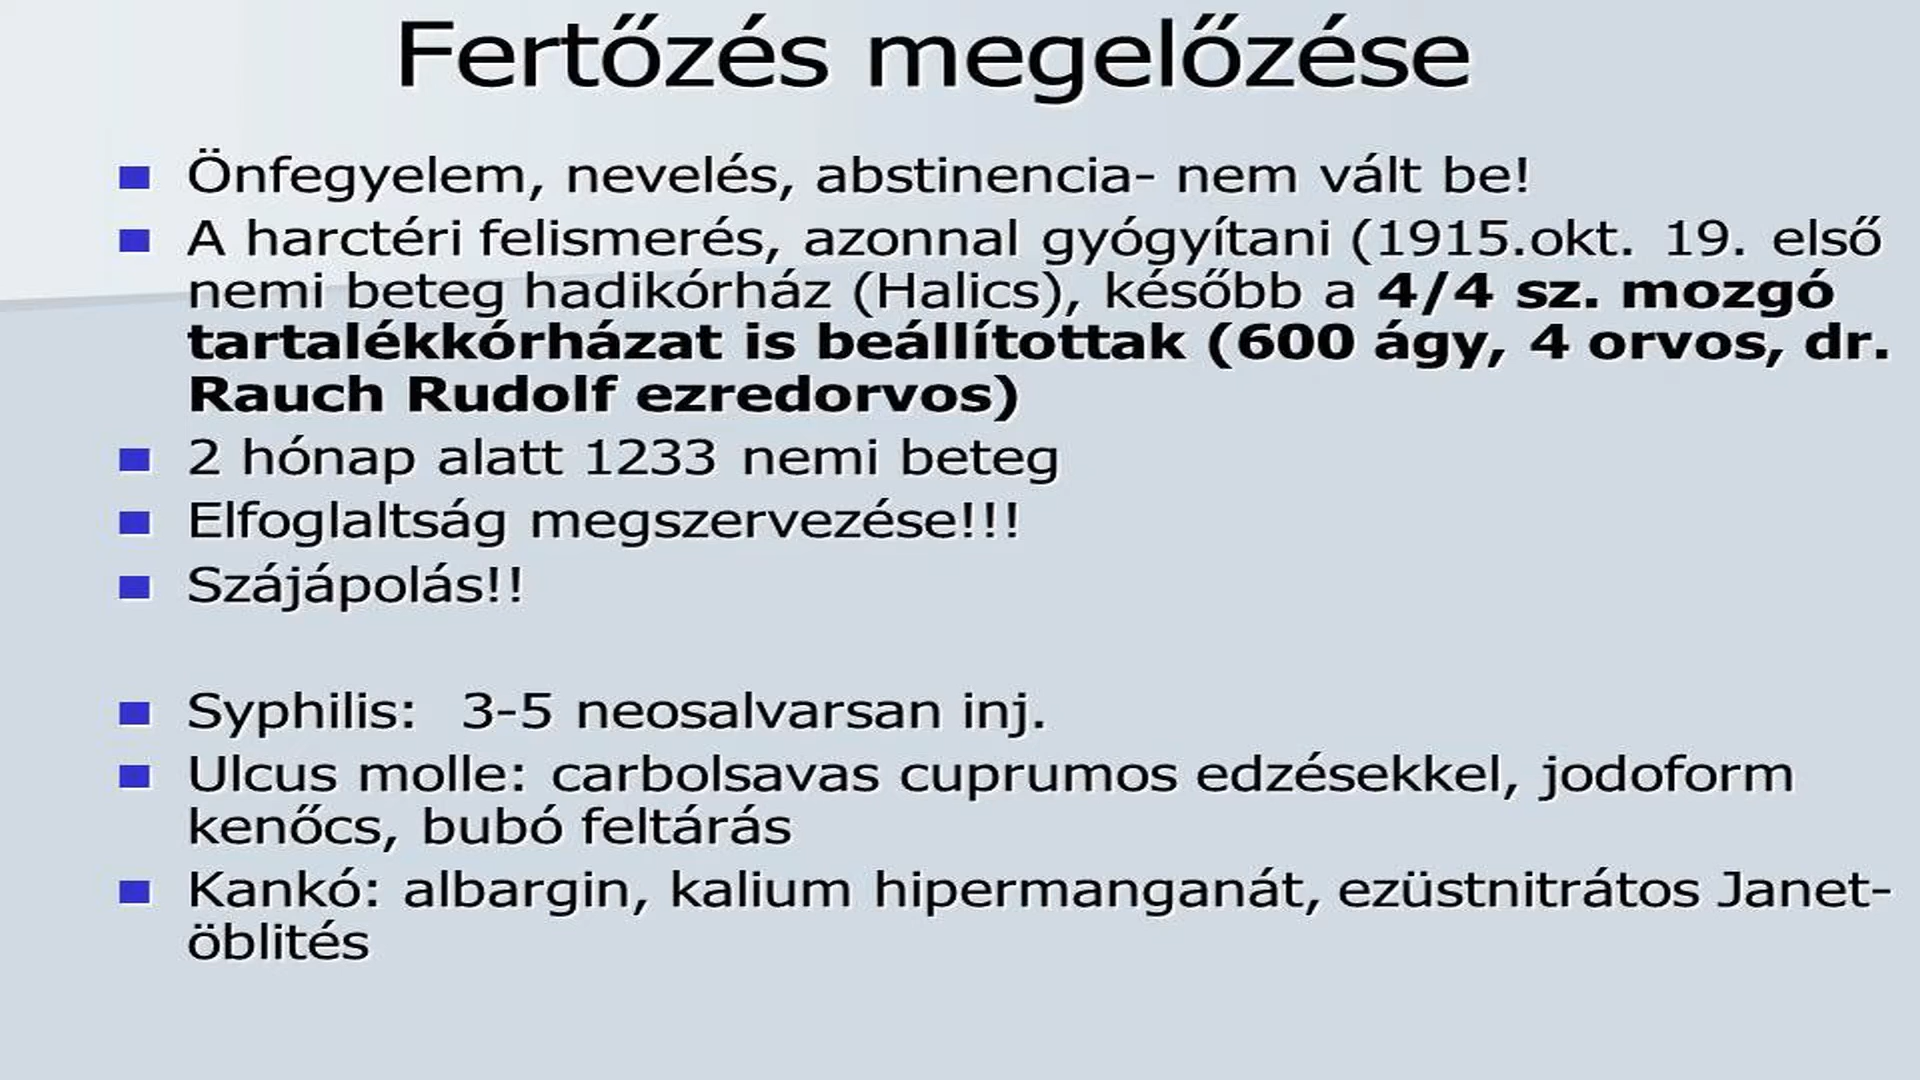 Fertőzés megelőzése
Önfegyelem, nevelés, abstinencia- nem vált be!
A harctéri felismerés, azonnal gyógyítani (1915.okt. 19. első
nemi beteg hadikórház (Halics), később a 4/4 sz. mozgó
tartalékkórházat is beállítottak (600 ágy, 4 orvos, dr.
Rauch Rudolf ezredorvos)
2 hónap alatt 1233 nemi beteg
Elfoglaltság megszervezése!!!
Szájápolás!!
Syphilis: 3-5 neosalvarsan inj.
Ulcus molle: carbolsavas cuprumos edzésekkel, jodoform
kenőcs, bubó feltárás
Kankó: albargin, kalium hipermanganát, ezüstnitrátos Janet-
öblités